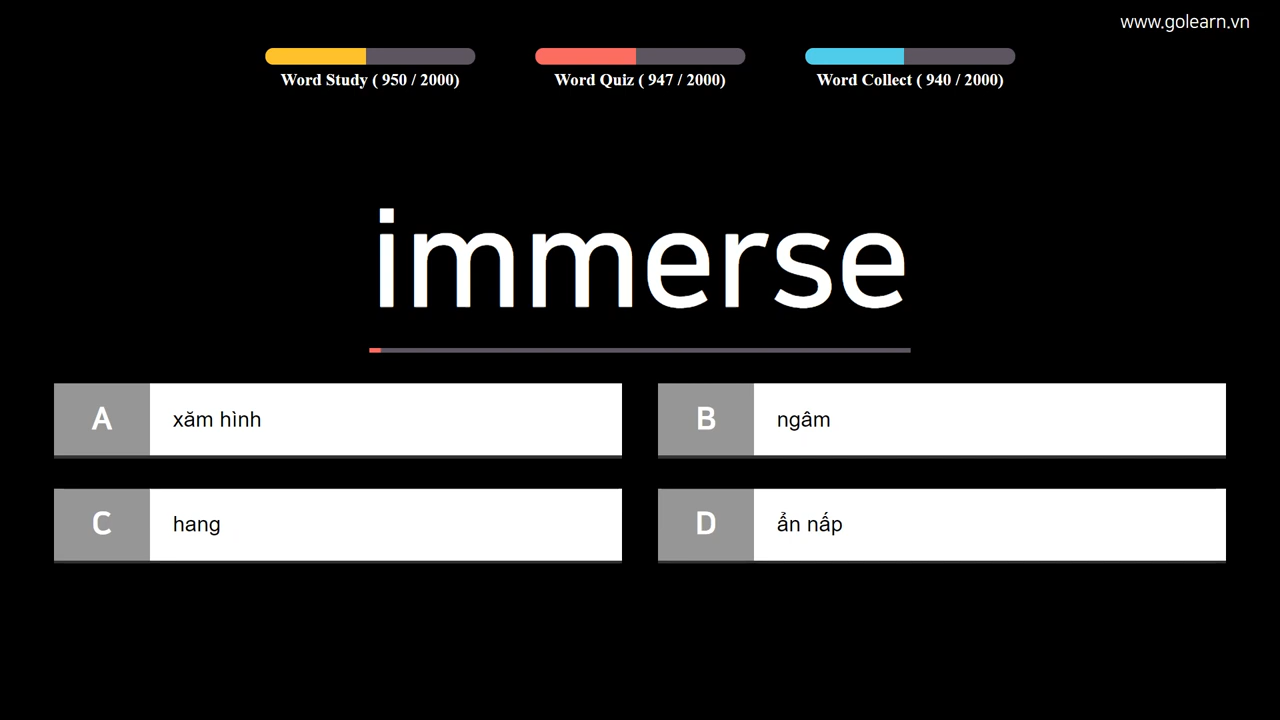 www.golearn.vn
Word Study ( 950 / 2000)
Word Quiz ( 947 / 2000)
Word Collect ( 940 / 2000)
immerse
A xăm hình
B ngâm
C hang
D ẩn nấp